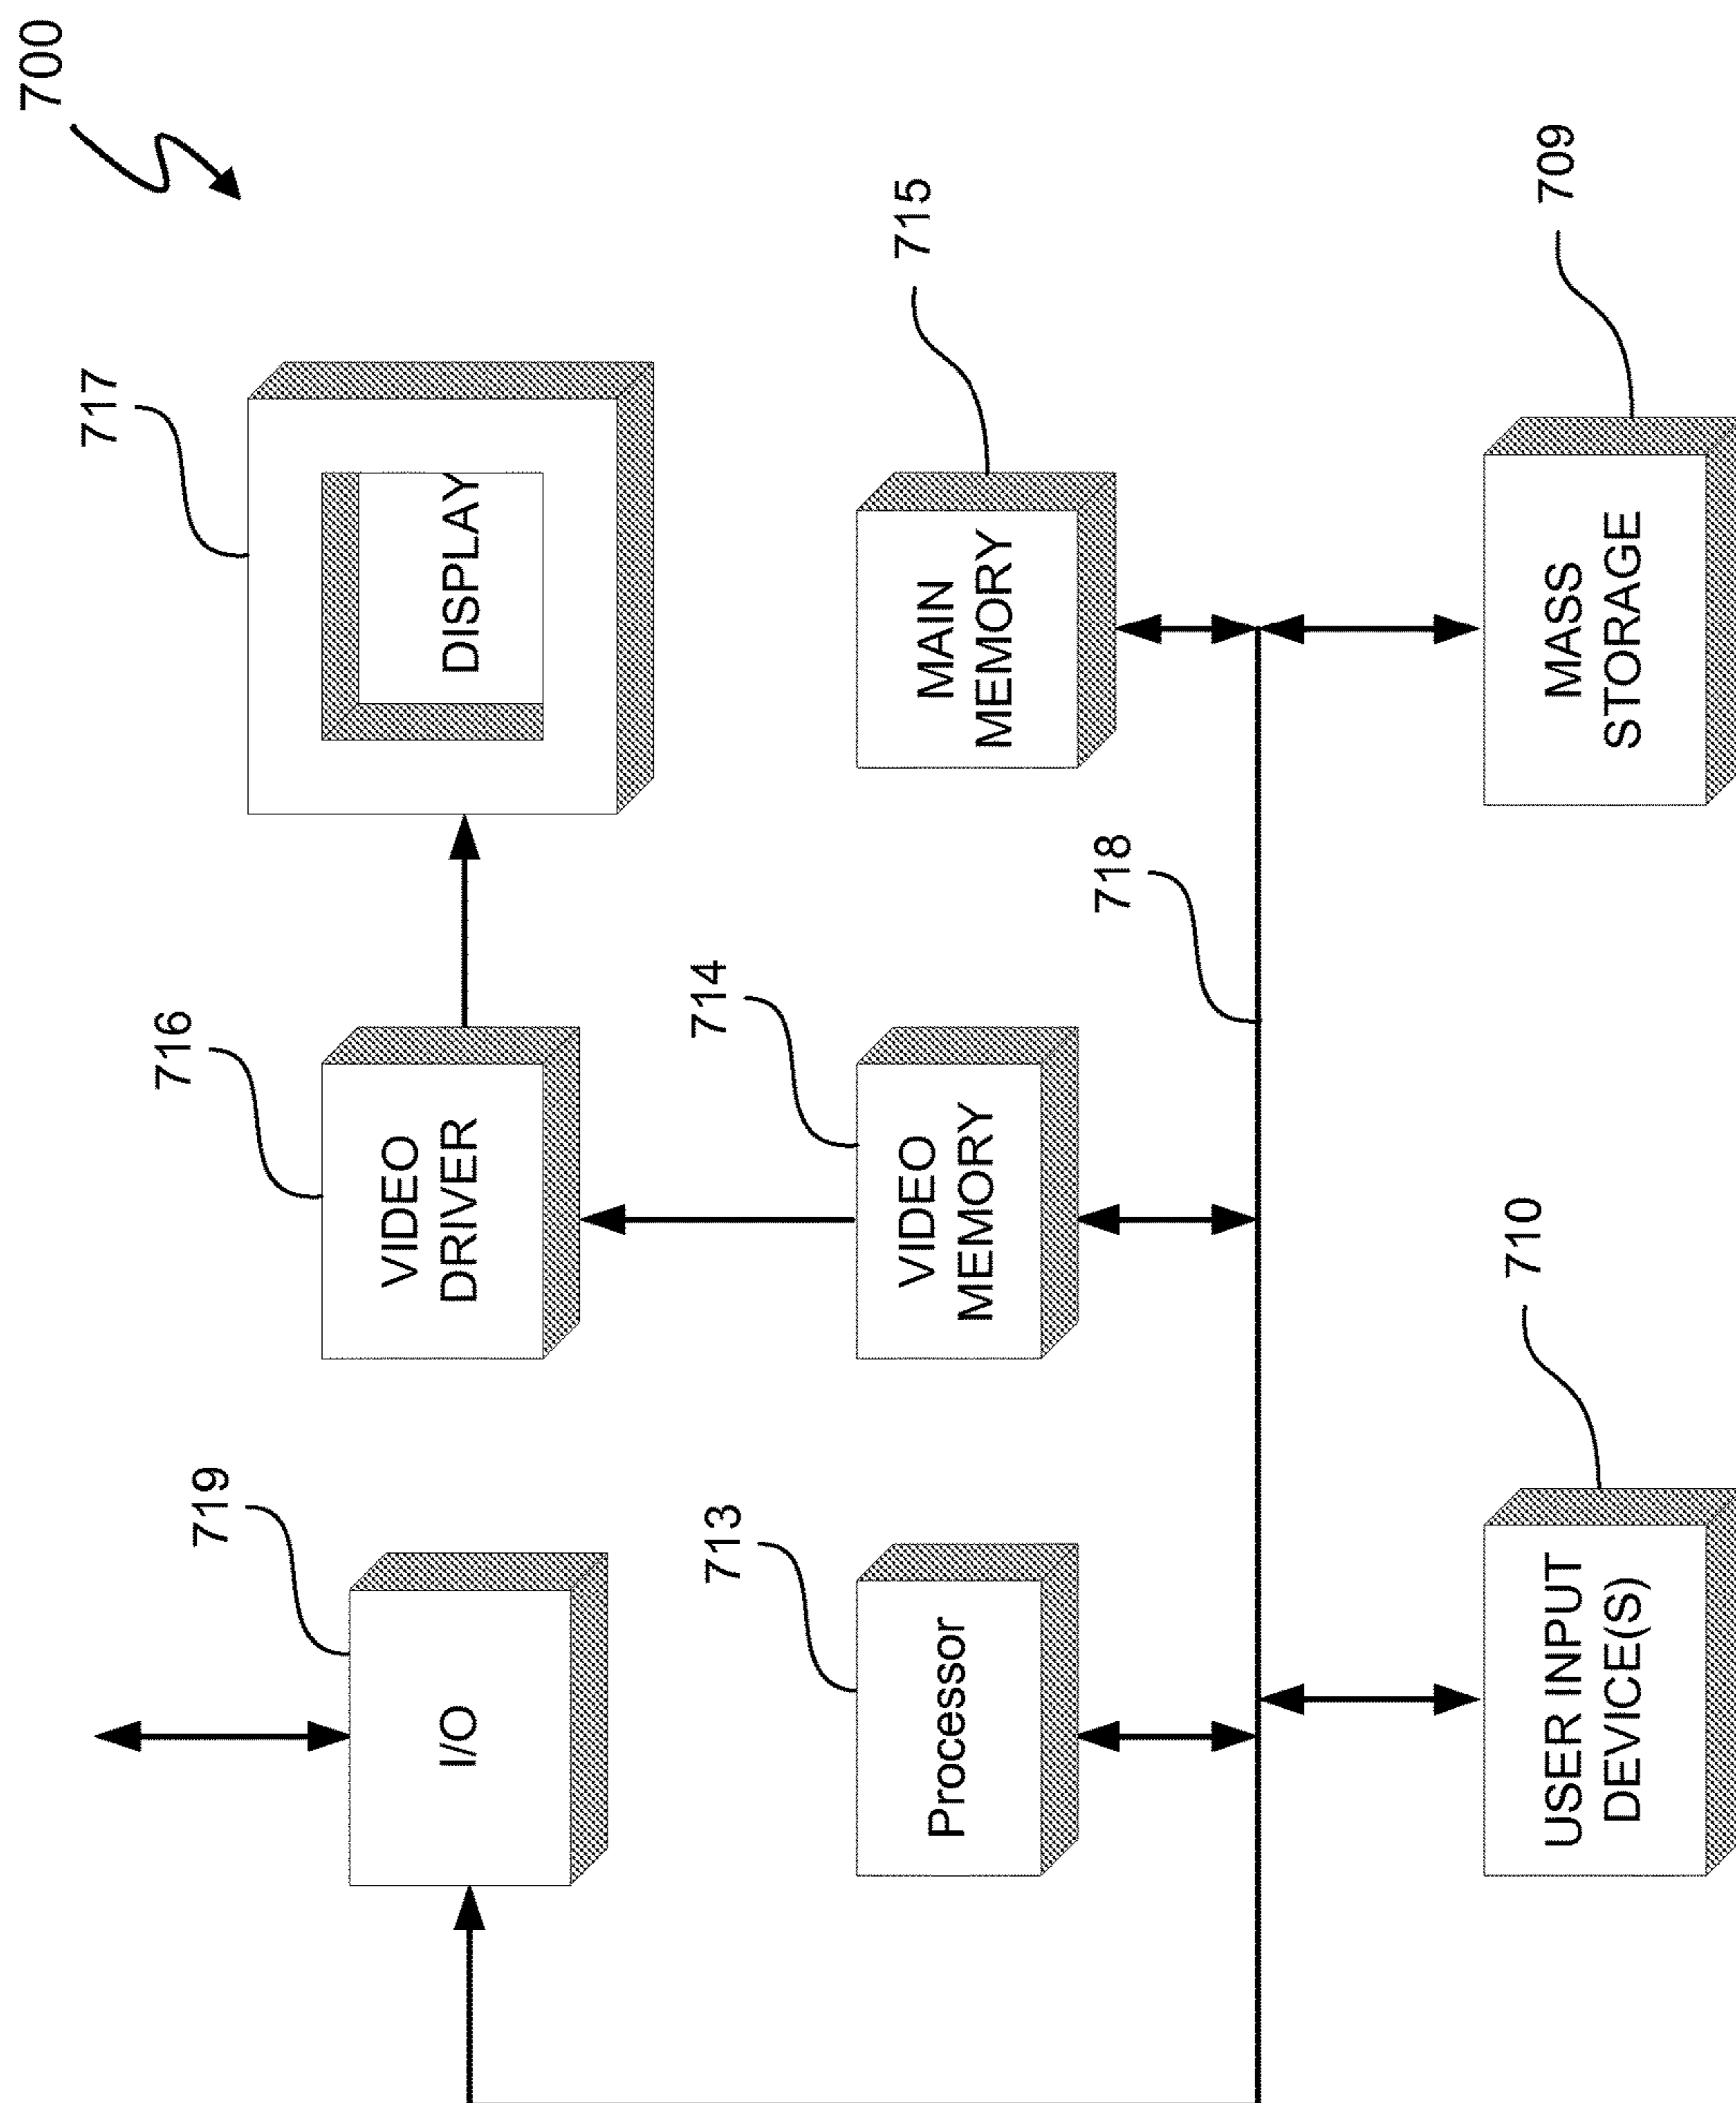 700
719
I/O
716
VIDEO
DRIVER
717
DISPLAY
713
Processor
714
VIDEO
MEMORY
715
MAIN
MEMORY
718
710
USER INPUT
DEVICE(S)
709
MASS
STORAGE